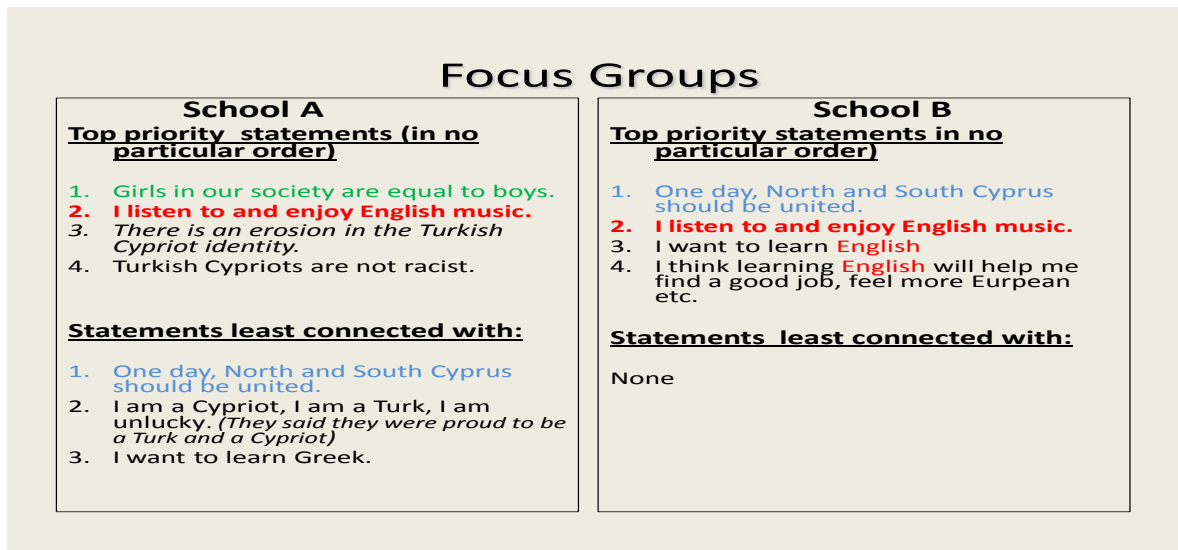 Focus Groups
School A
Top priority  statements (in no
particular order)
1. Girls in our society are equal to boys.
2. I listen to and enjoy English music.
3. There is an erosion in the Turkish
Cypriot identity.
4. Turkish Cypriots are not racist.
Statements least connected with:
1. One day, North and South Cyprus
should be united.
2. I am a Cypriot, I am a Turk, I am
unlucky. (They said they were proud to be
a Turk and a Cypriot)
3. I want to learn Greek.
School B
Top priority statements in no
particular order)
1. One day, North and South Cyprus
should be united.
2. I listen to and enjoy English music.
3. I want to learn English
4. I think learning English will help me
find a good job, feel more Eurpean
etc.
Statements  least connected with:
None